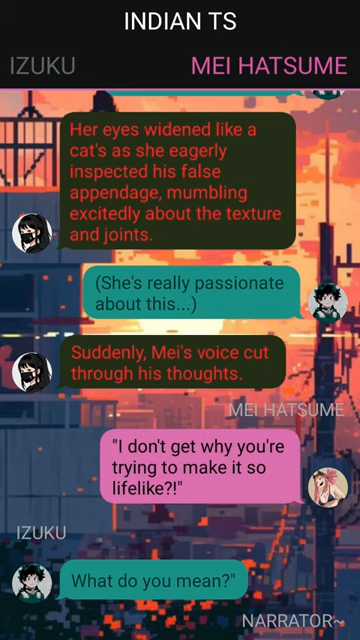 INDIAN TS
IZUKU
MEI HATSUME
Her eyes widened like a
cat's as she eagerly
inspected his false
appendage, mumbling
excitedly about the texture
and joints.
(She's really passionate
about this...)
Suddenly, Mei's voice cut
through his thoughts.
MEI HATSUME
"I don't get why you're
trying to make it so
lifelike?!"
IZUKU
What do you mean?"
NARRATOR~